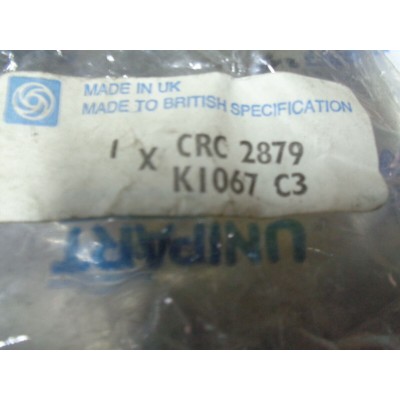 MADE IN UK
MADE TO BRITISH SPECIFICATION
1 X CRC 2879
K1067 C3
UNIPART